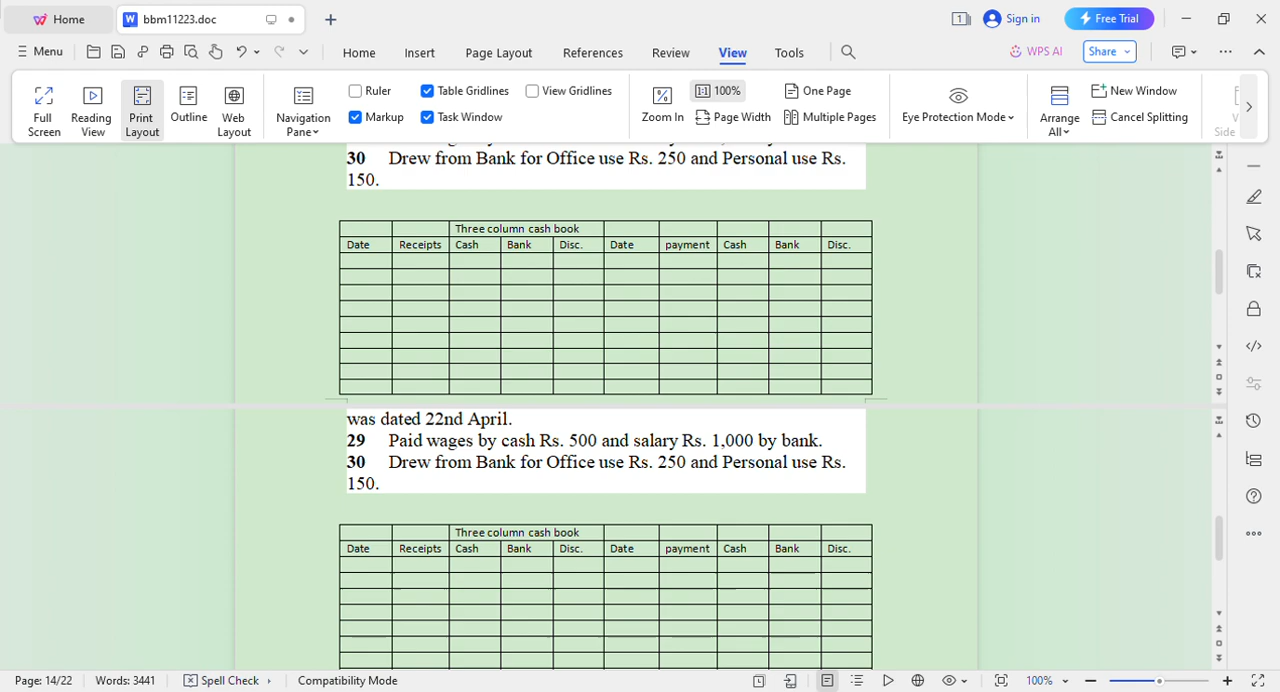 Home
bbm11223.doc
1
Sign in
Free Trial
Menu
Home
Insert
Page Layout
References
Review
View
Tools
WPS AI
Share
Full Screen
Reading View
Print Layout
Outline
Web Layout
Navigation Pane
Ruler
Markup
Table Gridlines
Task Window
View Gridlines
Zoom In
100%
Page Width
One Page
Multiple Pages
Eye Protection Mode
Arrange All
New Window
Cancel Splitting
Side
30 Drew from Bank for Office use Rs. 250 and Personal use Rs.
150.
Three column cash book
Date Receipts Cash Bank Disc. Date payment Cash Bank Disc.
was dated 22nd April.
29 Paid wages by cash Rs. 500 and salary Rs. 1,000 by bank.
30 Drew from Bank for Office use Rs. 250 and Personal use Rs.
150.
Three column cash book
Date Receipts Cash Bank Disc. Date payment Cash Bank Disc.
Page: 14/22
Words: 3441
Spell Check
Compatibility Mode
100%